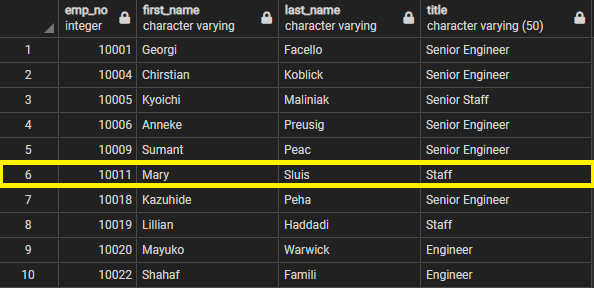 emp_no first_name last_name title
integer character varying character varying character varying (50)
1 10001 Georgi Facello Senior Engineer
2 10004 Chirstian Koblick Senior Engineer
3 10005 Kyoichi Maliniak Senior Staff
4 10006 Anneke Preusig Senior Engineer
5 10009 Sumant Peac Senior Engineer
6 10011 Mary Sluis Staff
7 10018 Kazuhide Peha Senior Engineer
8 10019 Lillian Haddadi Staff
9 10020 Mayuko Warwick Engineer
10 10022 Shahaf Famili Engineer